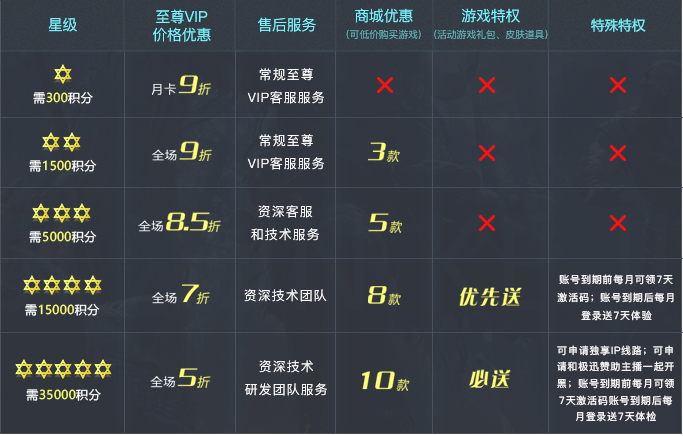 星级
至尊VIP
价格优惠
售后服务
商城优惠
(可低价购买游戏)
游戏特权
(活动游戏礼包、皮肤道具)
特殊特权
需300积分
月卡9折
常规至尊
VIP客服服务
需1500积分
全场9折
常规至尊
VIP客服服务
3款
需5000积分
全场8.5折
资深客服
和技术服务
5款
需15000积分
全场7折
资深技术团队
8款
优先送
账号到期前每月可领7天
激活码；账号到期后每月
登录送7天体验
需35000积分
全场5折
资深技术
研发团队服务
10款
必送
可申请独享IP线路；可申
请和极迅赞助主播一起开
黑；账号到期前每月可领
7天激活码账号到期后每
月登录送7天体检